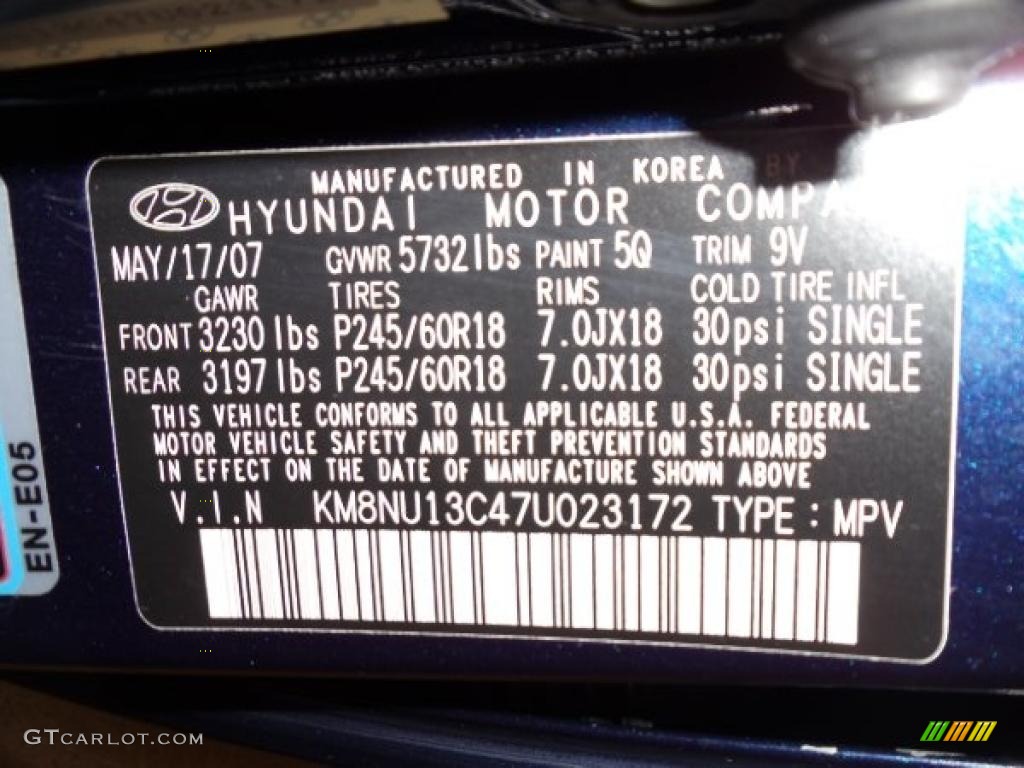 MANUFACTURED IN KOREA BY
HYUNDAI MOTOR
MAY/17/07 GVWR 5732lbs PAINT 5Q TRIM 9V
GAWR TIRES RIMS COLD TIRE INFL
FRONT 3230 lbs P245/60R18 7.0JX18 30psi SINGLE
REAR 3197 lbs P245/60R18 7.0JX18 30psi SINGLE
THIS VEHICLE CONFORMS TO ALL APPLICABLE U.S.A. FEDERAL
MOTOR VEHICLE SAFETY AND THEFT PREVENTION STANDARDS
IN EFFECT ON THE DATE OF MANUFACTURE SHOWN ABOVE
V.I.N KM8NU13C47U023172 TYPE : MPV
EN-E05
GTCARLOT.COM